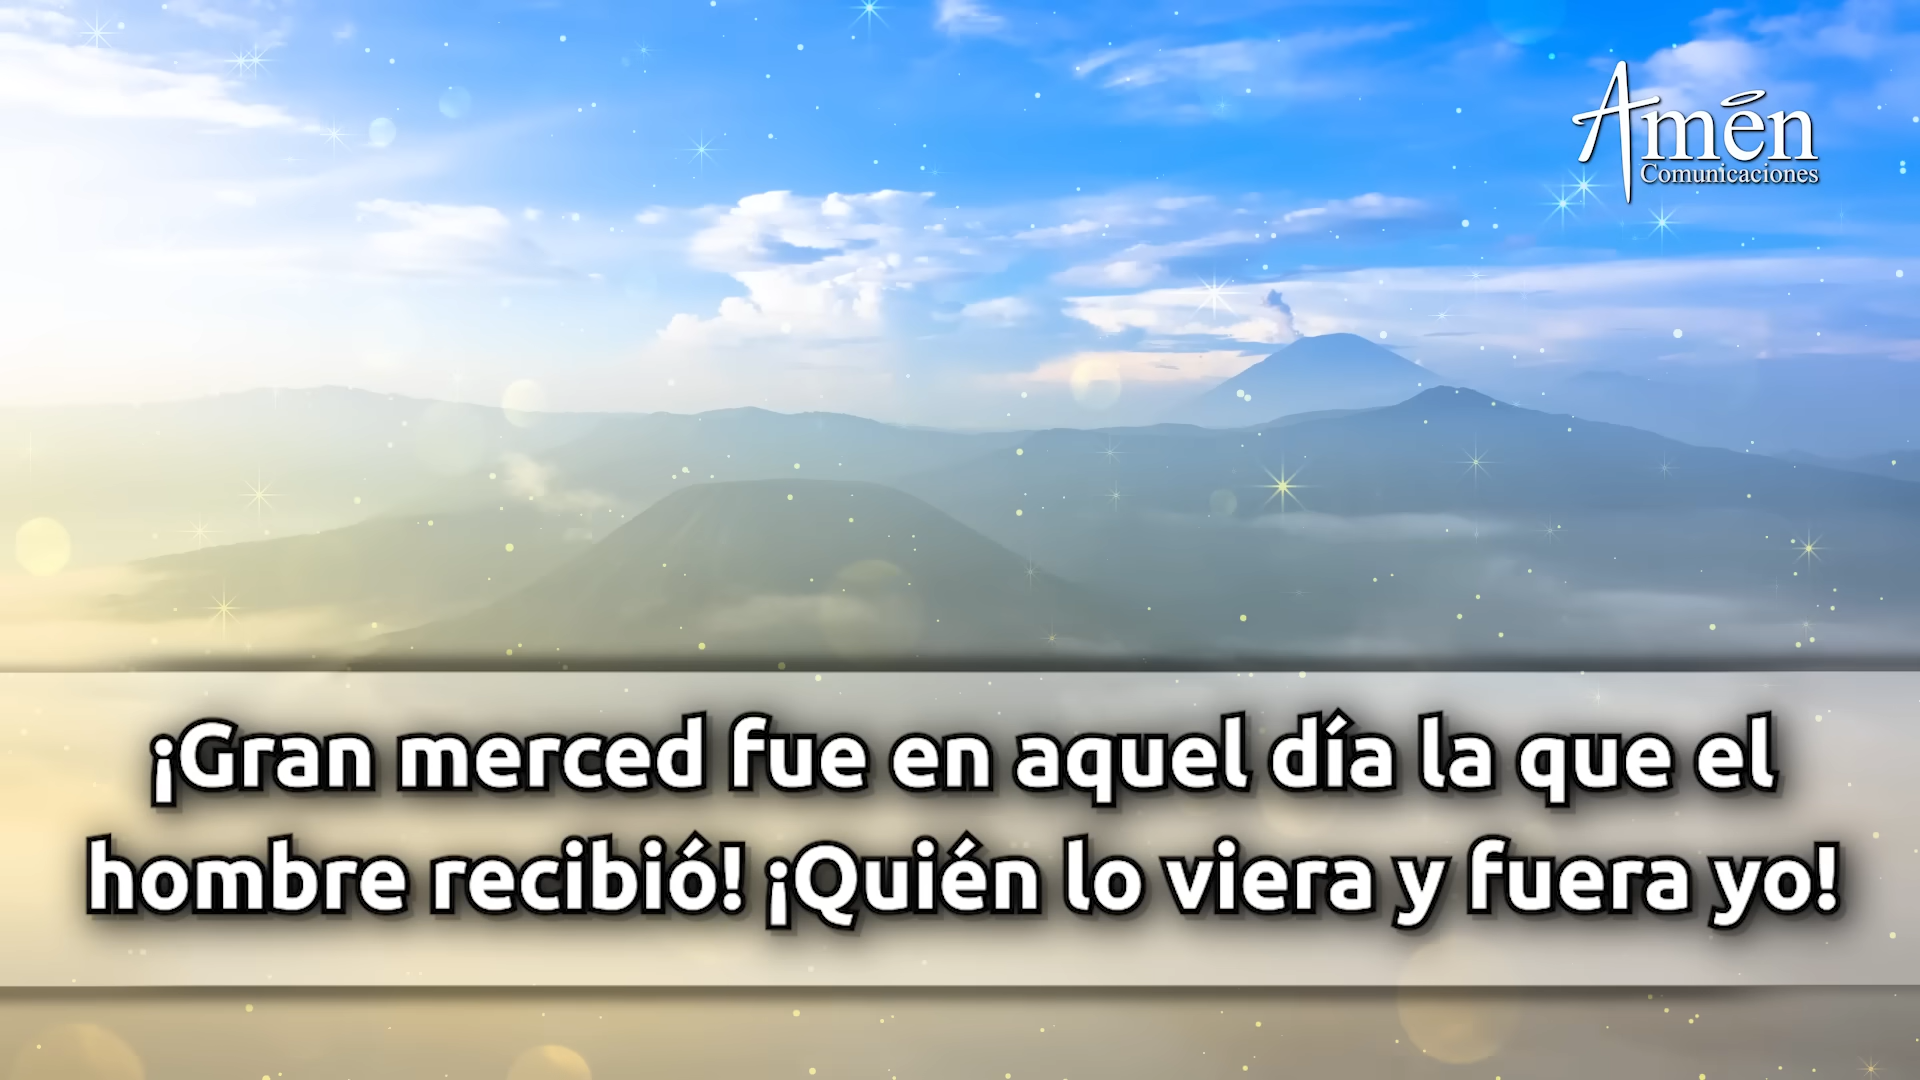 Amén
Comunicaciones
¡Gran merced fue en aquel día la que el
hombre recibió! ¡Quién lo viera y fuera yo!